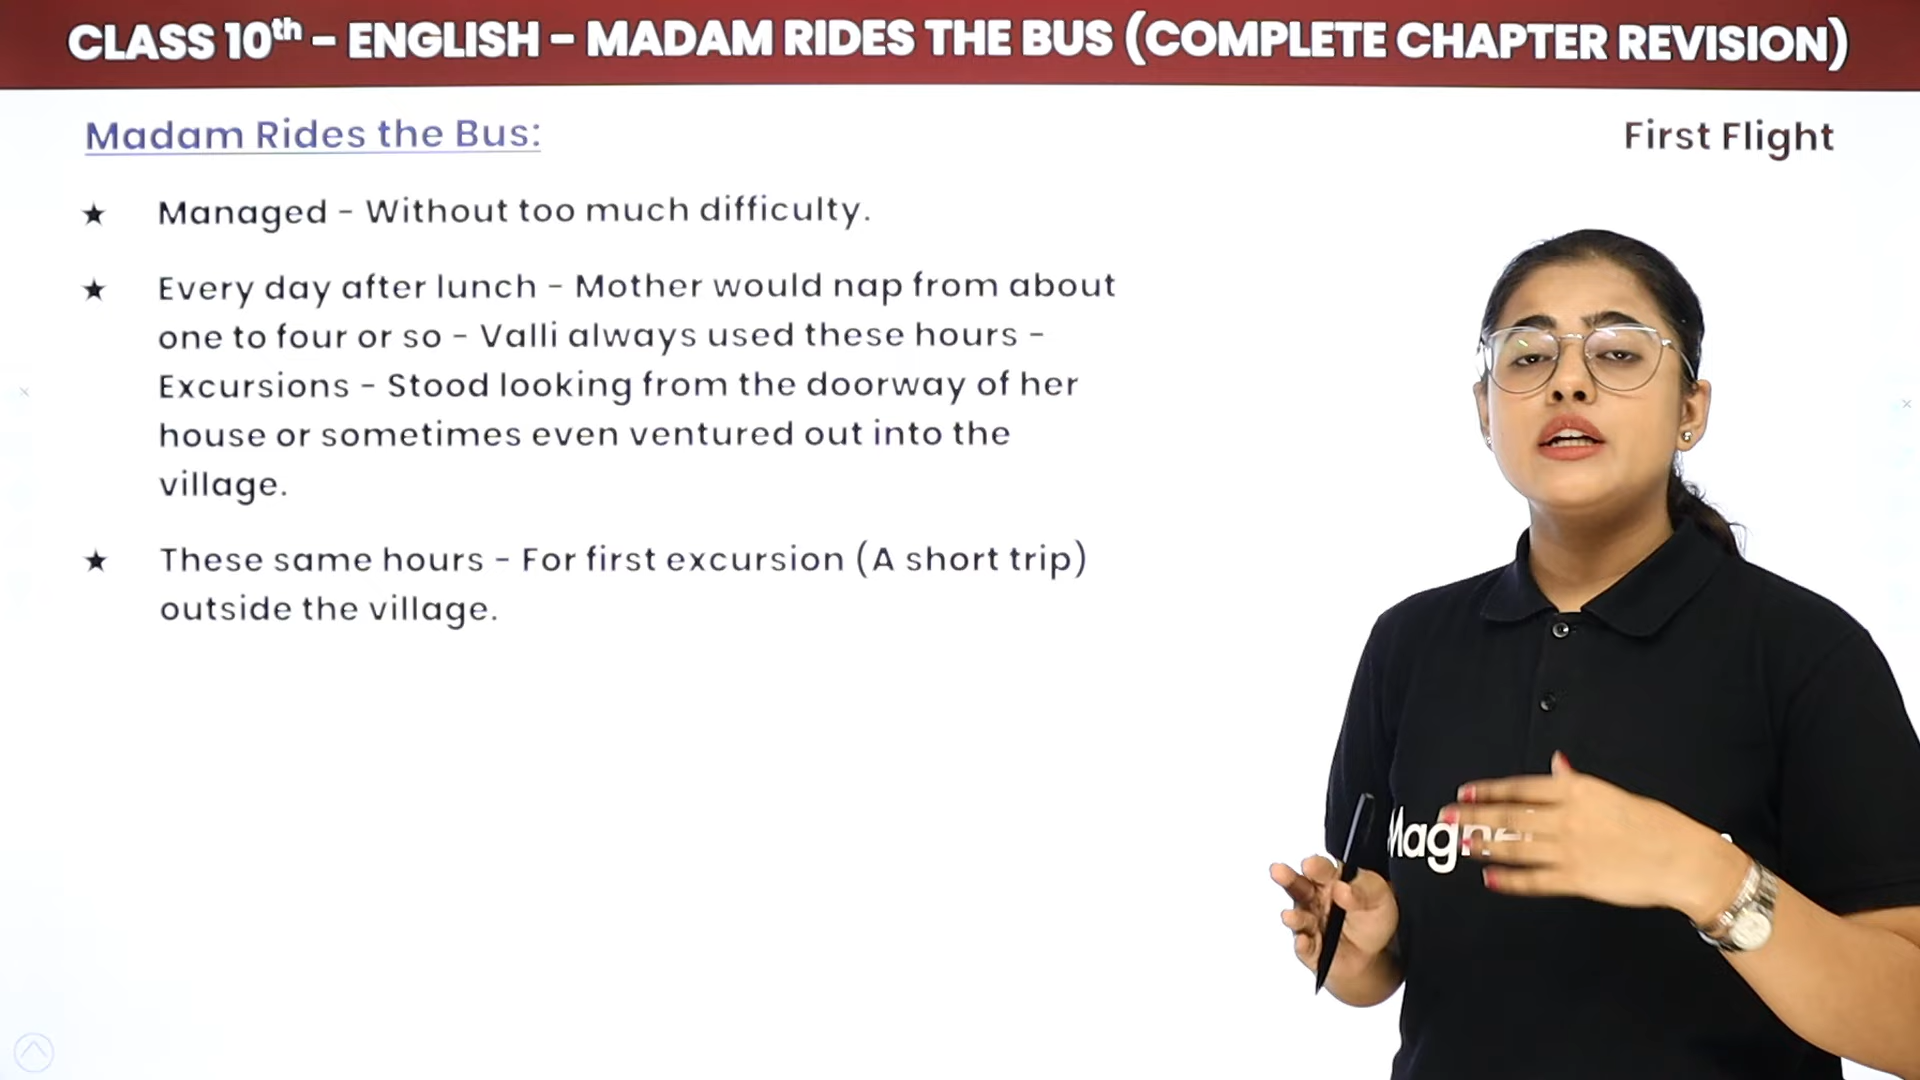 CLASS 10th - ENGLISH - MADAM RIDES THE BUS (COMPLETE CHAPTER REVISION)
Madam Rides the Bus:
First Flight
★ Managed - Without too much difficulty.
★ Every day after lunch - Mother would nap from about
one to four or so - Valli always used these hours -
Excursions - Stood looking from the doorway of her
house or sometimes even ventured out into the
village.
★ These same hours - For first excursion (A short trip)
outside the village.